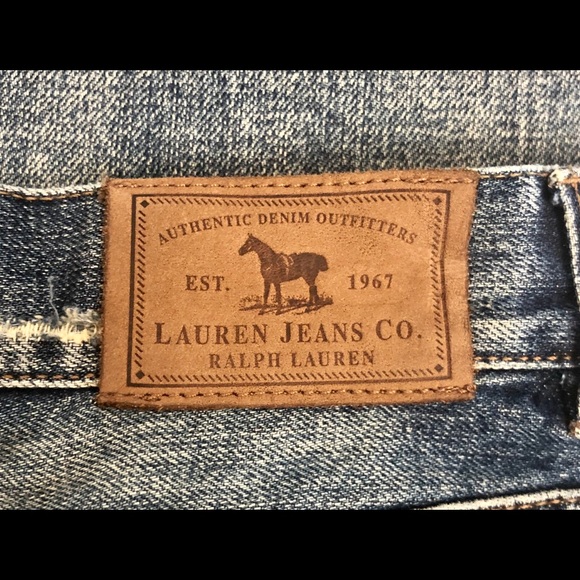 AUTHENTIC DENIM OUTFITTERS
EST. 1967
LAUREN JEANS CO.
RALPH LAUREN